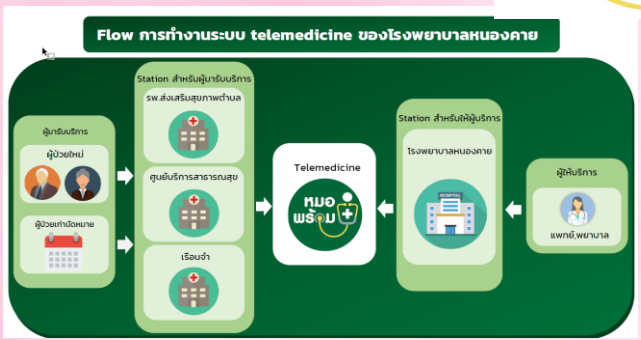 Flow การทำงานระบบ telemedicine ของโรงพยาบาลหนองคาย
ผู้มารับบริการ
ผู้ป่วยใหม่
ผู้ป่วยเก่านัดหมาย
Station สำหรับผู้มารับบริการ
รพ.ส่งเสริมสุขภาพตำบล
ศูนย์บริการสาธารณสุข
เรือนจำ
Telemedicine
หมอ
พร้อม
Station สำหรับให้ผู้บริการ
โรงพยาบาลหนองคาย
HOSPITAL
ผู้ให้บริการ
แพทย์,พยาบาล